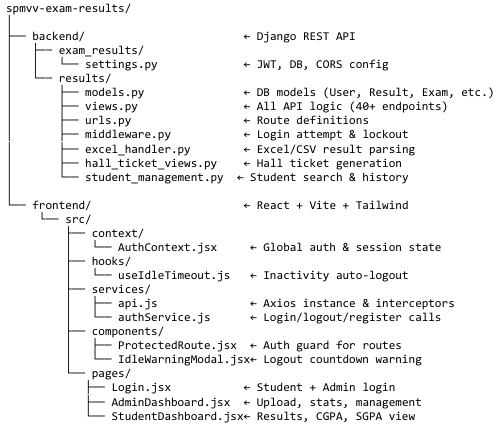 spmvv-exam-results/
│
├── backend/                        ← Django REST API
│   ├── exam_results/
│   │   └── settings.py             ← JWT, DB, CORS config
│   └── results/
│       ├── models.py               ← DB models (User, Result, Exam, etc.)
│       ├── views.py                ← All API logic (40+ endpoints)
│       ├── urls.py                 ← Route definitions
│       ├── middleware.py           ← Login attempt & lockout
│       ├── excel_handler.py        ← Excel/CSV result parsing
│       ├── hall_ticket_views.py    ← Hall ticket generation
│       └── student_management.py  ← Student search & history
│
└── frontend/                       ← React + Vite + Tailwind
    └── src/
        ├── context/
        │   └── AuthContext.jsx     ← Global auth & session state
        ├── hooks/
        │   └── useIdleTimeout.js   ← Inactivity auto-logout
        ├── services/
        │   ├── api.js              ← Axios instance & interceptors
        │   └── authService.js      ← Login/logout/register calls
        ├── components/
        │   ├── ProtectedRoute.jsx  ← Auth guard for routes
        │   └── IdleWarningModal.jsx← Logout countdown warning
        └── pages/
            ├── Login.jsx           ← Student + Admin login
            ├── AdminDashboard.jsx  ← Upload, stats, management
            └── StudentDashboard.jsx← Results, CGPA, SGPA view